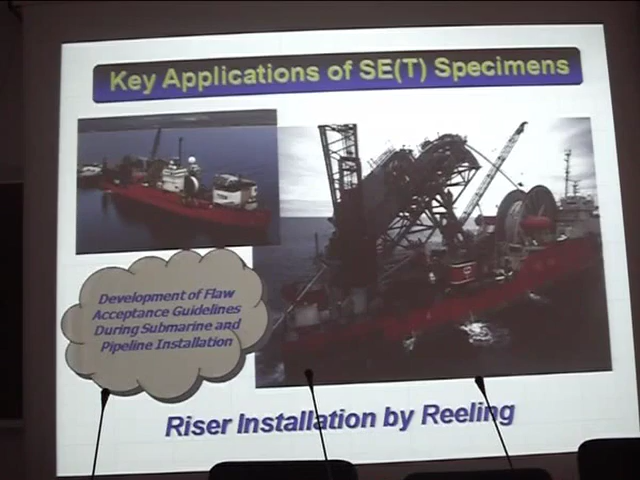 Key Applications of SE(T) Specimens
Development of Flaw
Acceptance Guidelines
During Submarine and
Pipeline Installation
Riser Installation by Reeling